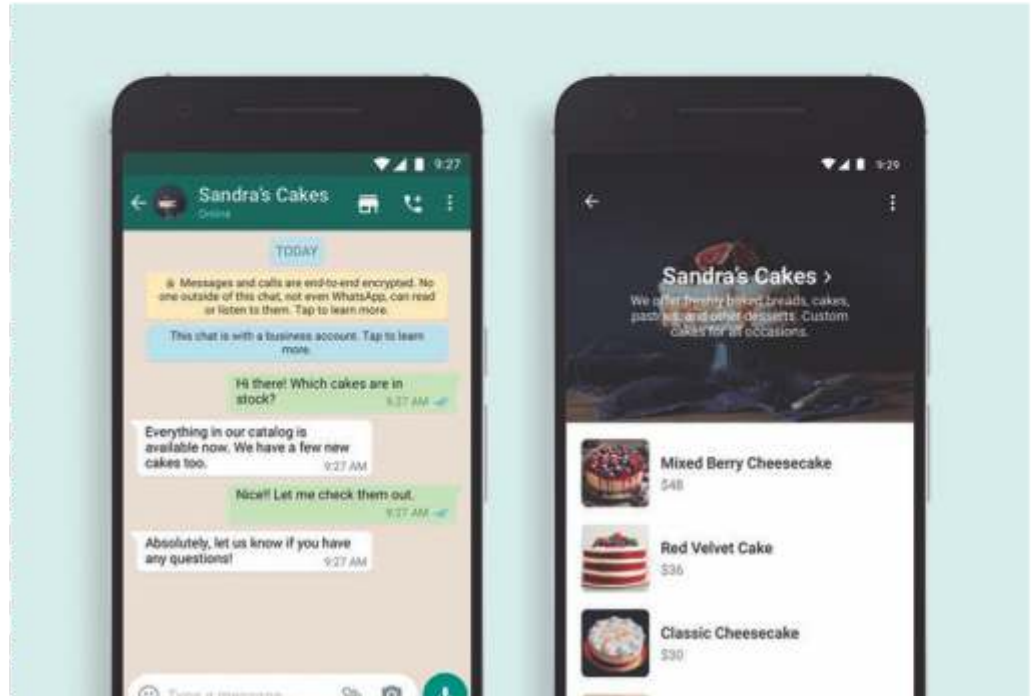 9:27
Sandra's Cakes
Online
TODAY
Messages and calls are end-to-end encrypted. No
one outside of this chat, not even WhatsApp, can read
or listen to them. Tap to learn more.
This chat is with a business account. Tap to learn
more.
Hi there! Which cakes are in
stock?
9:27 AM
Everything in our catalog is
available now. We have a few new
cakes too.
9:27 AM
Nice!! Let me check them out.
9:27 AM
Absolutely, let us know if you have
any questions!
9:27 AM
Type a message
9:29
Sandra's Cakes
We offer freshly baked breads, cakes,
pastries, and other desserts. Custom
cakes for all occasions.
Mixed Berry Cheesecake
$48
Red Velvet Cake
$36
Classic Cheesecake
$30